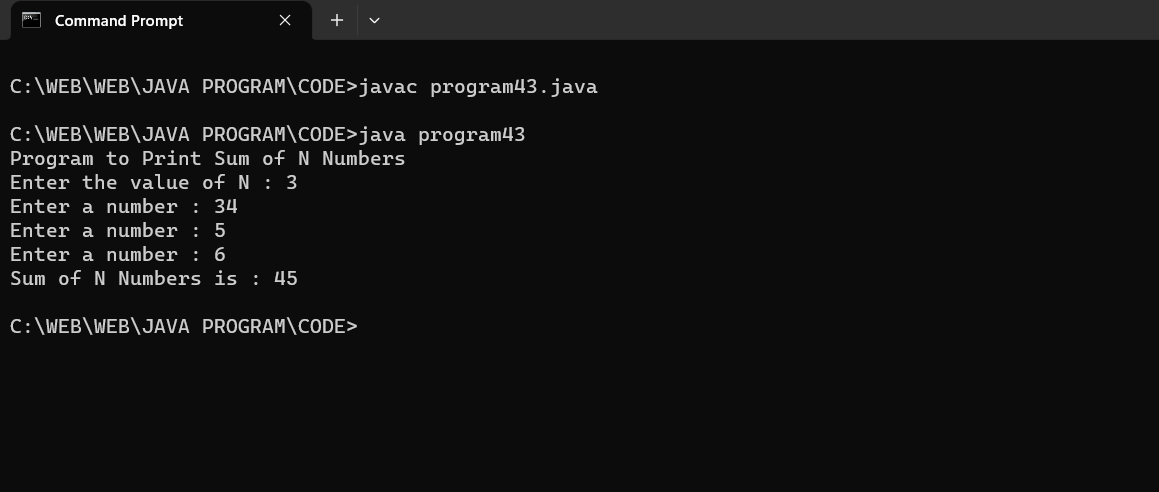 Command Prompt
C:\WEB\WEB\JAVA PROGRAM\CODE>javac program43.java
C:\WEB\WEB\JAVA PROGRAM\CODE>java program43
Program to Print Sum of N Numbers
Enter the value of N : 3
Enter a number : 34
Enter a number : 5
Enter a number : 6
Sum of N Numbers is : 45
C:\WEB\WEB\JAVA PROGRAM\CODE>